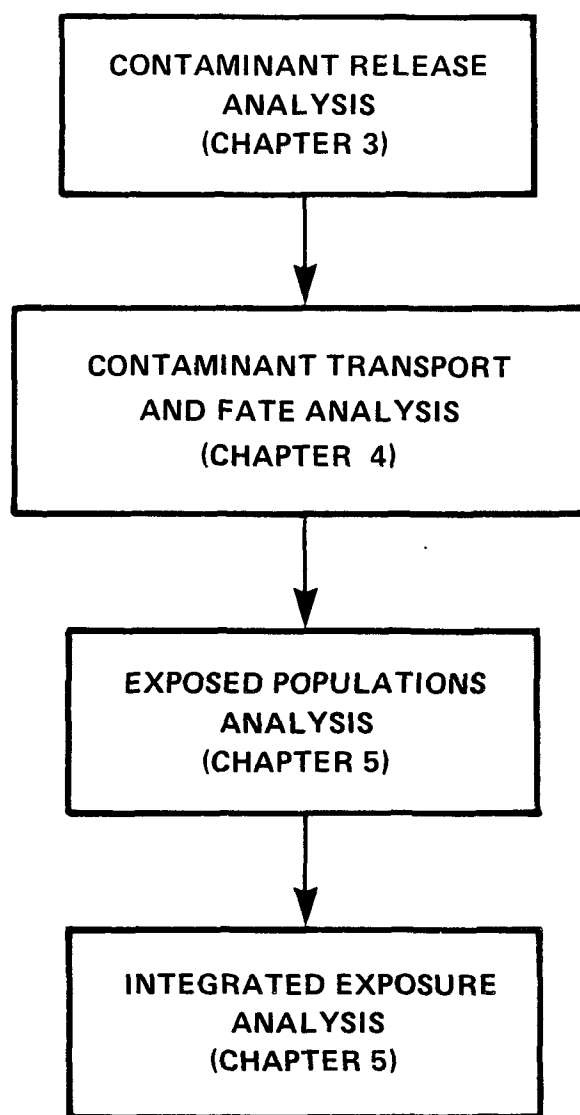 CONTAMINANT RELEASE
ANALYSIS
(CHAPTER 3)
CONTAMINANT TRANSPORT
AND FATE ANALYSIS
(CHAPTER 4)
EXPOSED POPULATIONS
ANALYSIS
(CHAPTER 5)
INTEGRATED EXPOSURE
ANALYSIS
(CHAPTER 5)